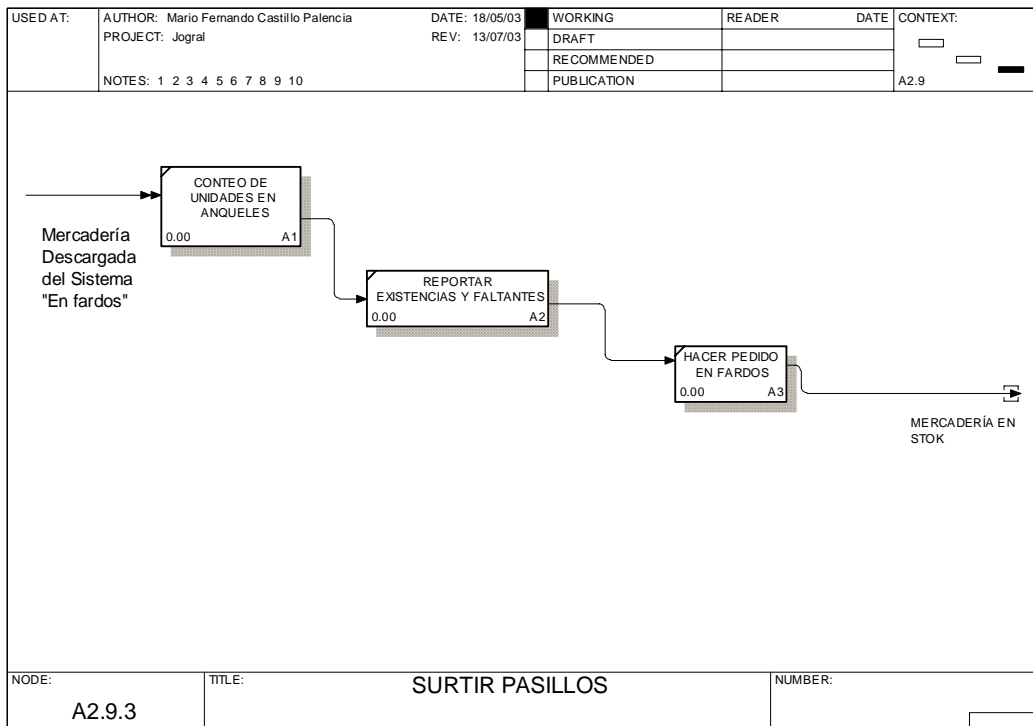 USED AT:
AUTHOR: Mario Fernando Castillo Palencia
DATE: 18/05/03
PROJECT: Jogral
REV: 13/07/03
NOTES: 1 2 3 4 5 6 7 8 9 10
WORKING
DRAFT
RECOMMENDED
PUBLICATION
READER DATE
CONTEXT:
A2.9
Mercadería
Descargada
del Sistema
"En fardos"
CONTEO DE
UNIDADES EN
ANQUELES
0.00 A1
REPORTAR
EXISTENCIAS Y FALTANTES
0.00 A2
HACER PEDIDO
EN FARDOS
0.00 A3
MERCADERÍA EN
STOK
NODE:
A2.9.3
TITLE:
SURTIR PASILLOS
NUMBER: